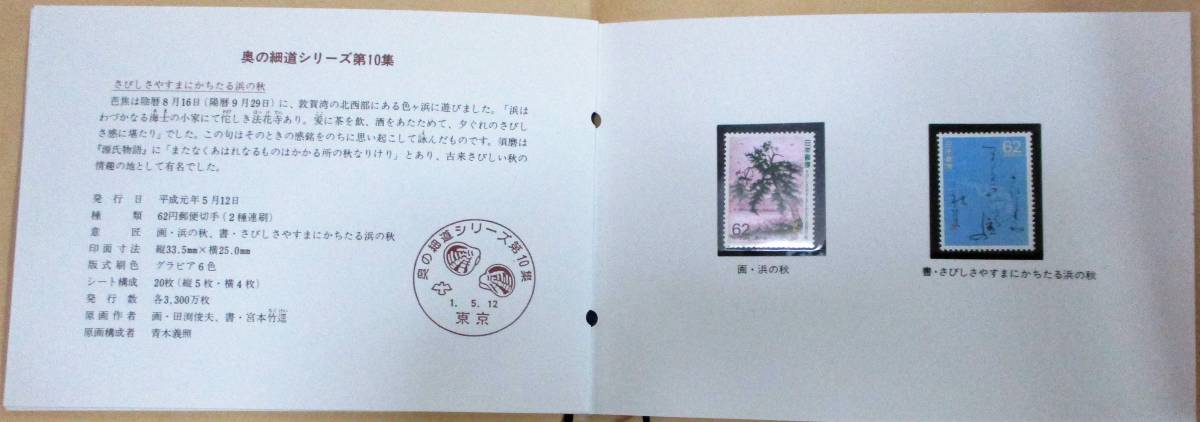 奥の細道シリーズ第10集
さびしさやすまにかちたる浜の秋
芭蕉は陰暦8月16日(陽暦9月29日)に、敦賀湾の北西部にある色ヶ浜に遊びました。「浜は
わづかなる海士の小家にて侘しき法花寺あり。爰に茶を飲、酒をあたためて、夕ぐれのさびし
さ感に堪たり」でした。この句はそのときの感銘をのちに思い起こして詠んだものです。須磨は
『源氏物語』に「またなくあはれなるものはかかる所の秋なりけり」とあり、古来さびしい秋の
情趣の地として有名でした。
発行日 平成元年5月12日
種類 62円郵便切手(2種連刷)
意匠 画・浜の秋、書・さびしさやすまにかちたる浜の秋
印面寸法 縦33.5mm×横25.0mm
版式刷色 グラビア6色
シート構成 20枚(縦5枚・横4枚)
発行数 各3,300万枚
原画作者 画・田渕俊夫、書・宮本竹逕
原画構成者 青木義照
奥の細道シリーズ第10集
1. 5. 12
東京
日本郵便
62
画・浜の秋
62
日本郵便
書・さびしさやすまにかちたる浜の秋